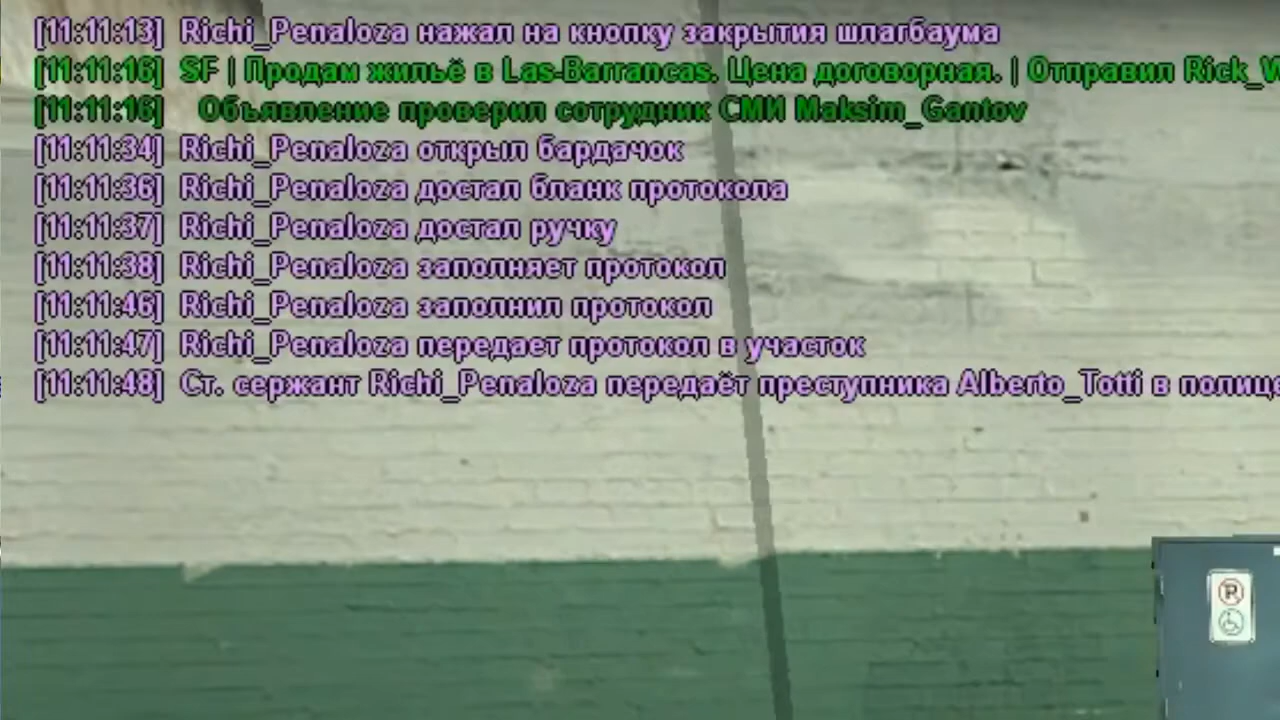 [11:11:13] Richi_Penaloza нажал на кнопку закрытия шлагбаума
[11:11:16] SF | Продам жильё в Las-Barrancas. Цена договорная. | Отправил
[11:11:16] Объявление проверил сотрудник СМИ Maksim_Gantov
[11:11:34] Richi_Penaloza открыл бардачок
[11:11:36] Richi_Penaloza достал бланк протокола
[11:11:37] Richi_Penaloza достал ручку
[11:11:38] Richi_Penaloza заполняет протокол
[11:11:46] Richi_Penaloza заполнил протокол
[11:11:47] Richi_Penaloza передает протокол в участок
[11:11:48] Ст. сержант Richi_Penaloza передаёт преступника Alberto_Totti в